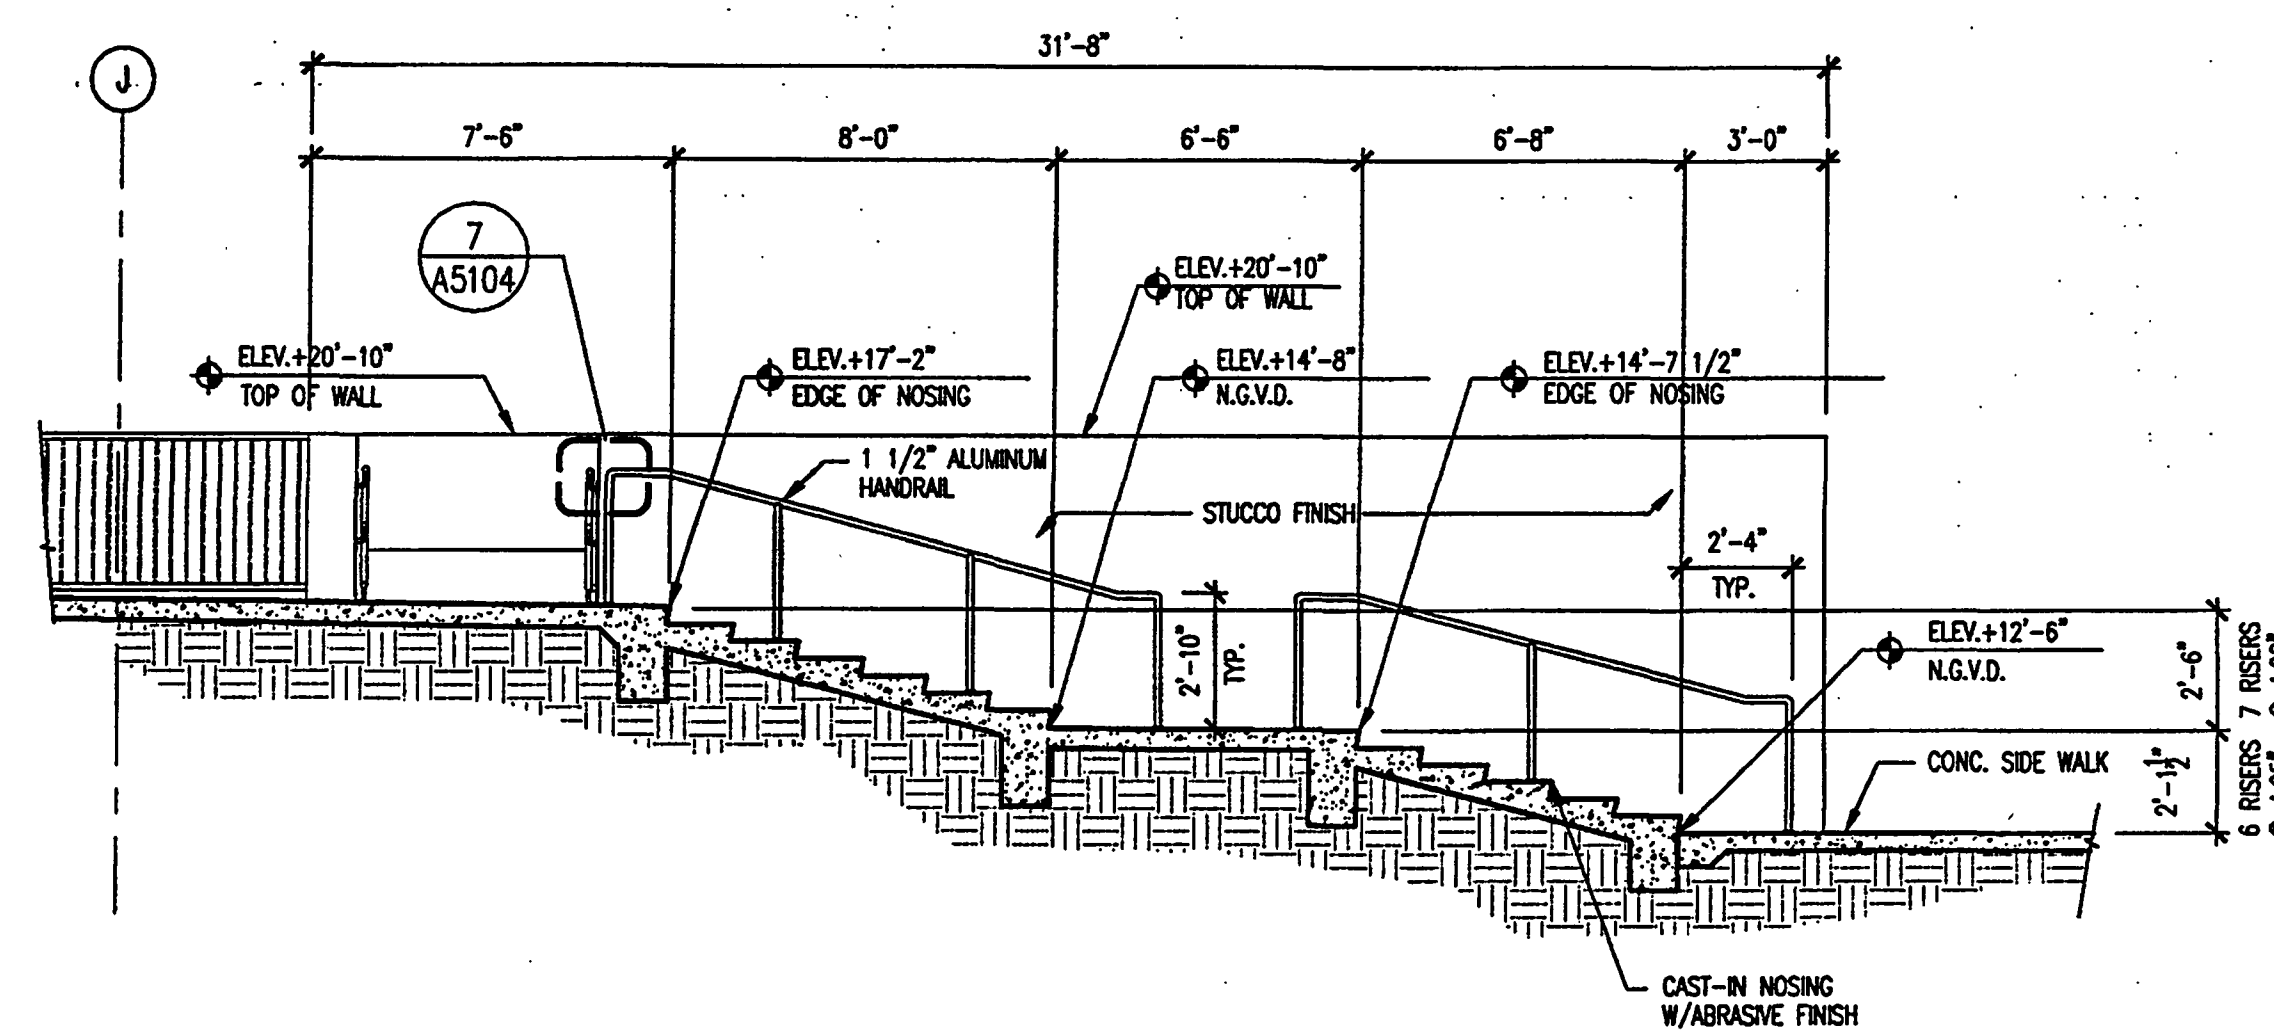 31'-8"
J
7'-6"
8'-0"
6'-6"
6'-8"
3'-0"
7
A5104
ELEV.+20'-10"
TOP OF WALL
ELEV.+20'-10"
TOP OF WALL
ELEV.+17'-2"
EDGE OF NOSING
ELEV.+14'-8"
N.G.V.D.
ELEV.+14'-7 1/2"
EDGE OF NOSING
1 1/2" ALUMINUM
HANDRAIL
STUCCO FINISH
2'-4"
TYP.
2'-10"
TYP.
ELEV.+12'-6"
N.G.V.D.
2'-6"
7 RISERS
2'-1 1/2"
6 RISERS
CONC. SIDE WALK
CAST-IN NOSING
W/ABRASIVE FINISH